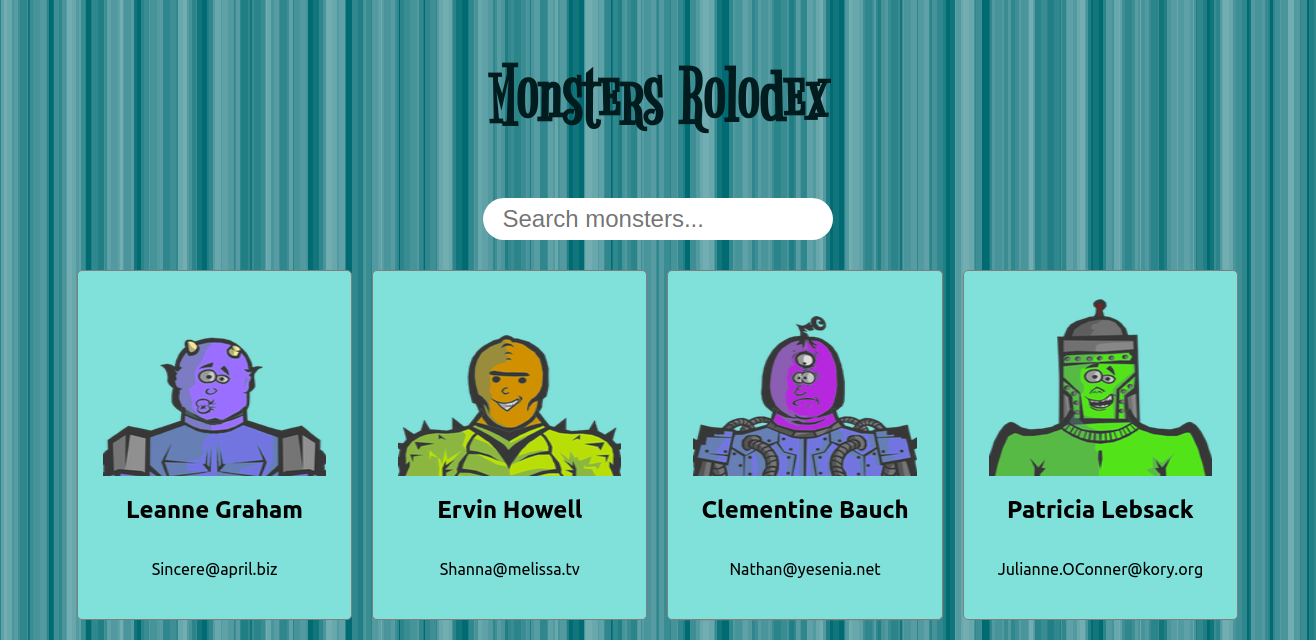 Monsters Rolodex
Search monsters...
Leanne Graham
Sincere@april.biz
Ervin Howell
Shanna@melissa.tv
Clementine Bauch
Nathan@yesenia.net
Patricia Lebsack
Julianne.OConner@kory.org